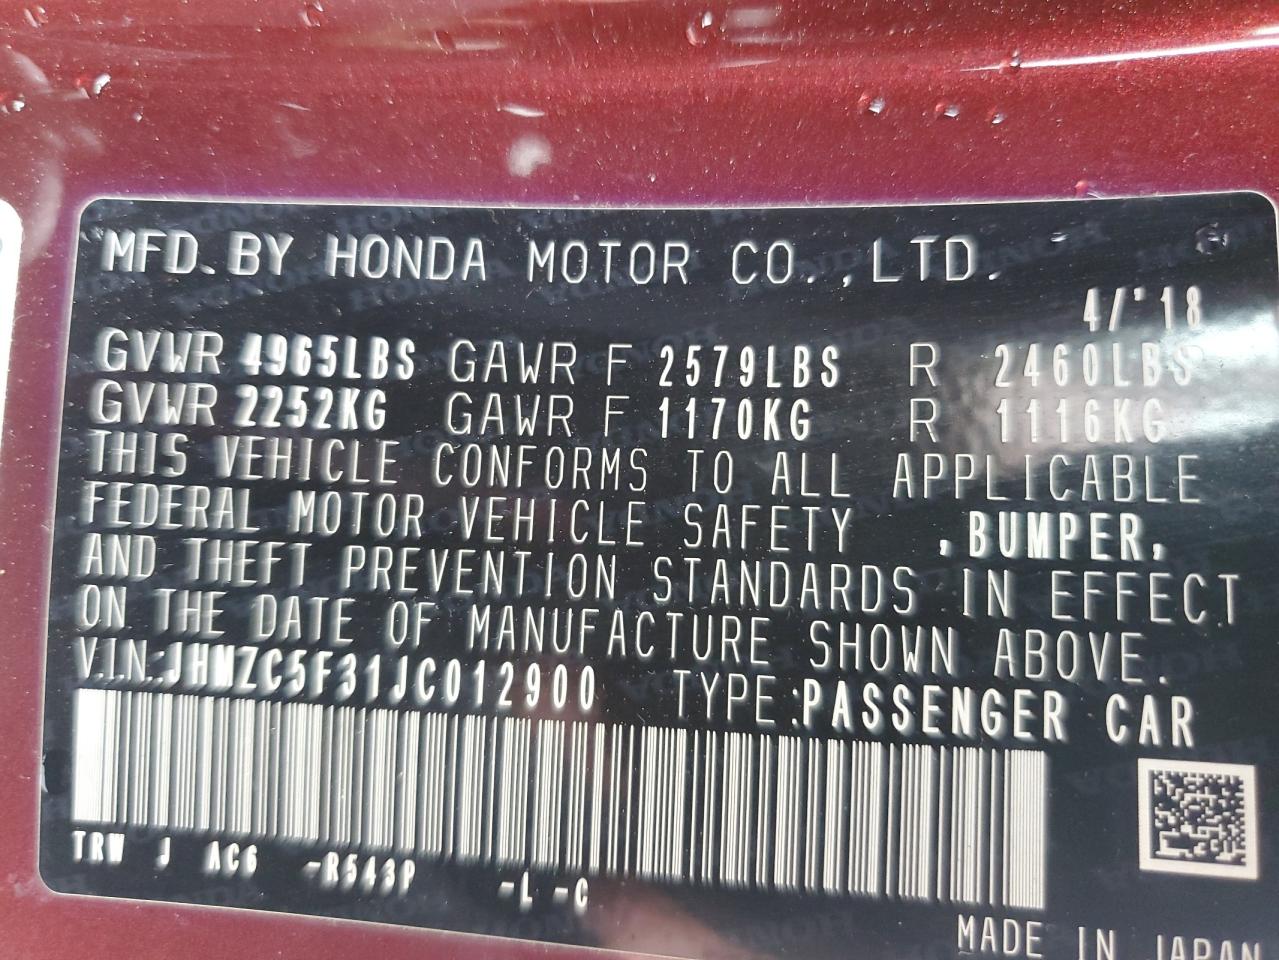 MFD. BY HONDA MOTOR CO., LTD.
4/'18
GVWR 4965LBS GAWR F 2579LBS R 2460LBS
GVWR 2252KG GAWR F 1170KG R 1116KG
THIS VEHICLE CONFORMS TO ALL APPLICABLE
FEDERAL MOTOR VEHICLE SAFETY , BUMPER,
AND THEFT PREVENTION STANDARDS IN EFFECT
ON THE DATE OF MANUFACTURE SHOWN ABOVE.
V.I.N.:JHMZC5F31JC012900 TYPE:PASSENGER CAR
TRW J AC6 -R543P -L -C
MADE IN JAPAN